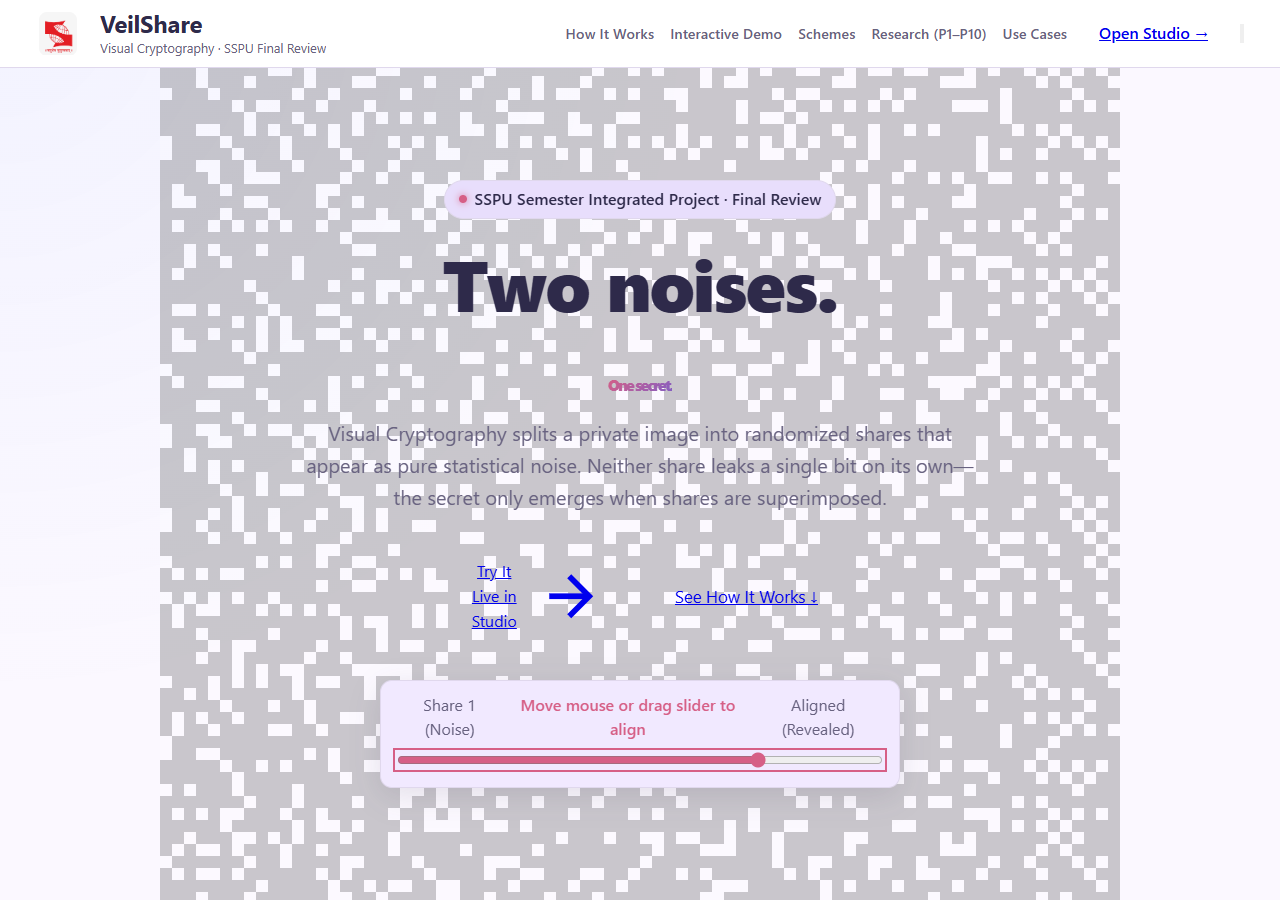 VeilShare
Visual Cryptography · SSPU Final Review
How It Works
Interactive Demo
Schemes
Research (P1–P10)
Use Cases
Open Studio →
SSPU Semester Integrated Project · Final Review
Two noises.
One secret.
Visual Cryptography splits a private image into randomized shares that
appear as pure statistical noise. Neither share leaks a single bit on its own—
the secret only emerges when shares are superimposed.
Try It
Live in
Studio
See How It Works ↓
Share 1
(Noise)
Move mouse or drag slider to
align
Aligned
(Revealed)